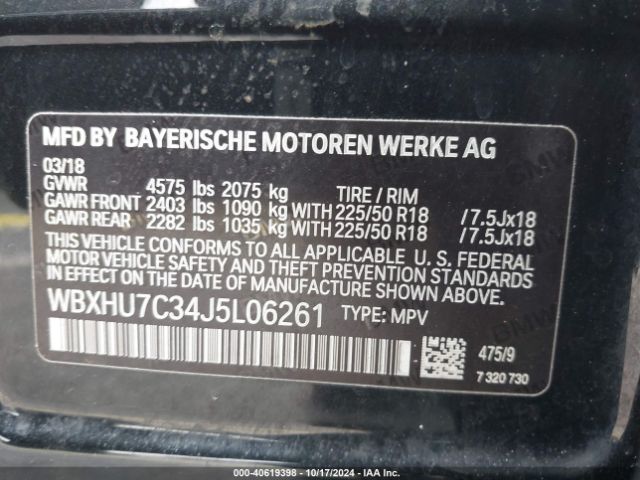 MFD BY BAYERISCHE MOTOREN WERKE AG
03/18
GVWR 4575 lbs 2075 kg TIRE / RIM
GAWR FRONT 2403 lbs 1090 kg WITH 225/50 R18 /7.5Jx18
GAWR REAR 2282 lbs 1035 kg WITH 225/50 R18 /7.5Jx18
THIS VEHICLE CONFORMS TO ALL APPLICABLE U. S. FEDERAL
MOTOR VEHICLE SAFETY AND THEFT PREVENTION STANDARDS
IN EFFECT ON THE DATE OF MANUFACTURE SHOWN ABOVE.
WBXHU7C34J5L06261 TYPE: MPV
475/9
7 320 730
000-40619398 - 10/17/2024 - IAA Inc.